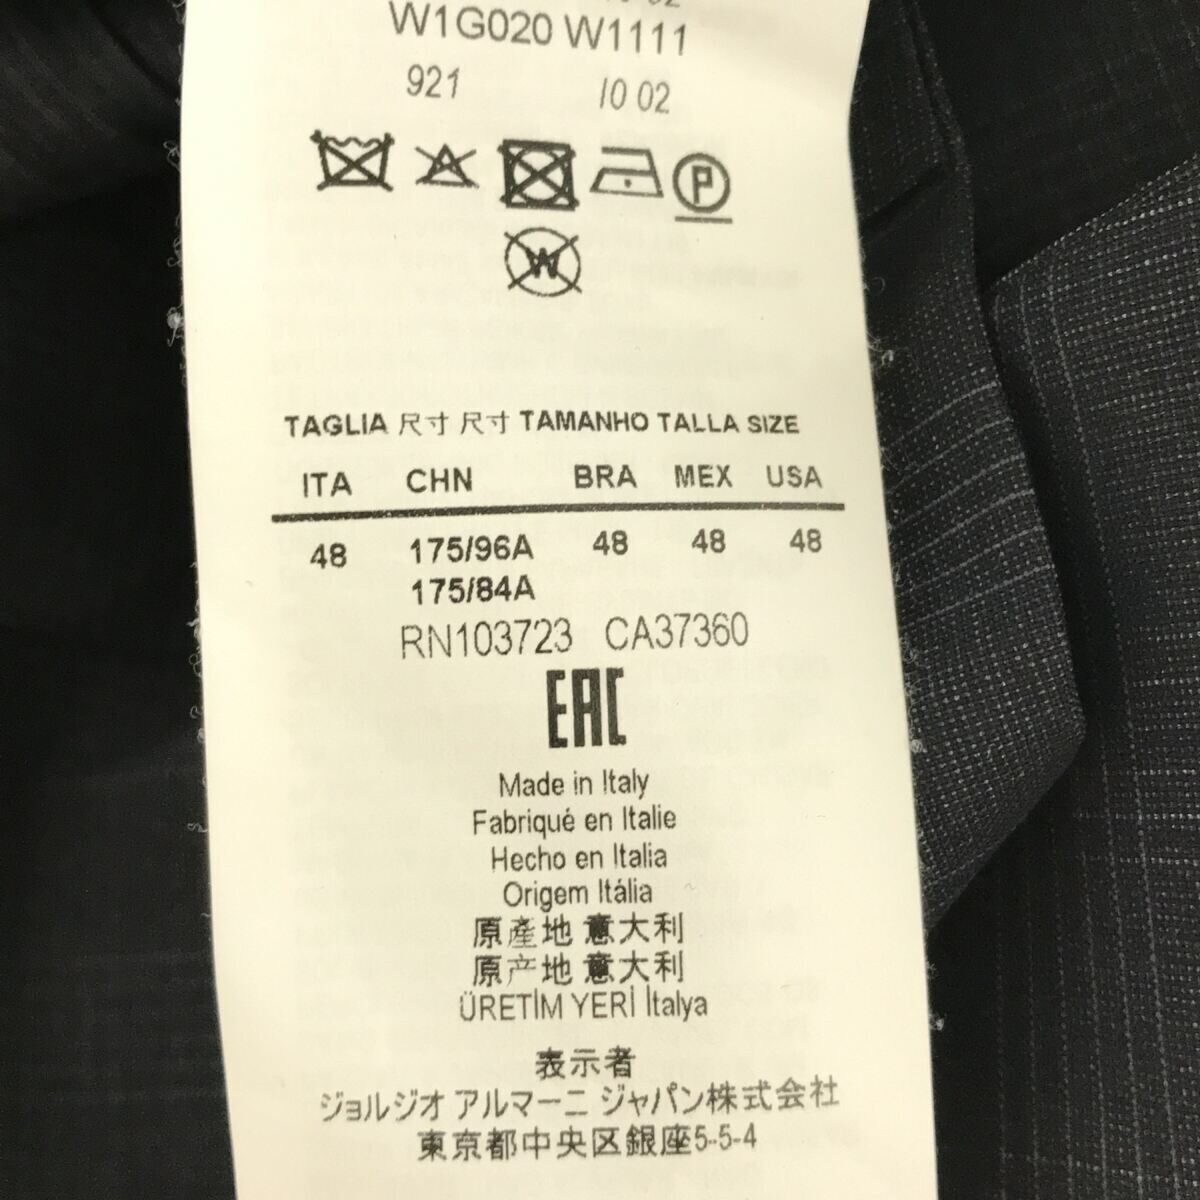 W1G020 W1111
921 /0 02
P
W
TAGLIA 尺寸 尺寸 TAMANHO TALLA SIZE
ITA CHN BRA MEX USA
48 175/96A 48 48 48
175/84A
RN103723 CA37360
EAC
Made in Italy
Fabriqué en Italie
Hecho en Italia
Origem Itália
原產地 意大利
原产地 意大利
ÜRETİM YERİ İtalya
表示者
ジョルジオ アルマーニ ジャパン株式会社
東京都中央区銀座5-5-4